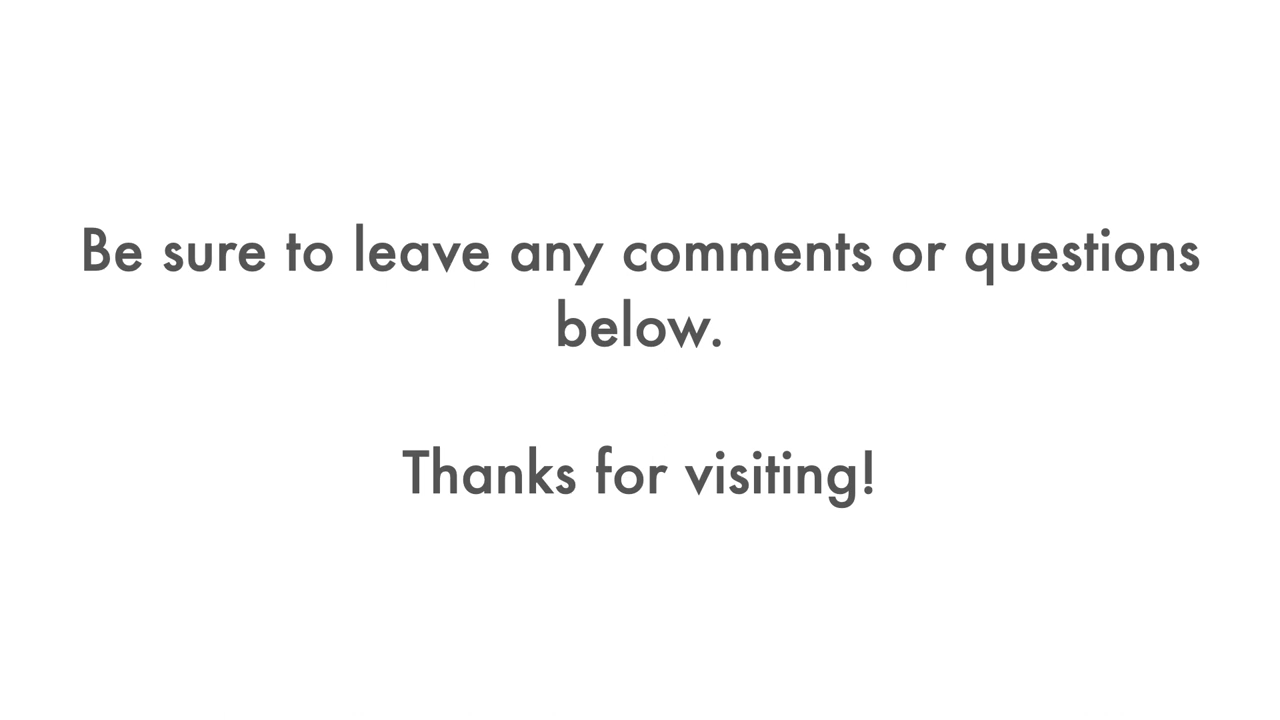 Be sure to leave any comments or questions
below.
Thanks for visiting!